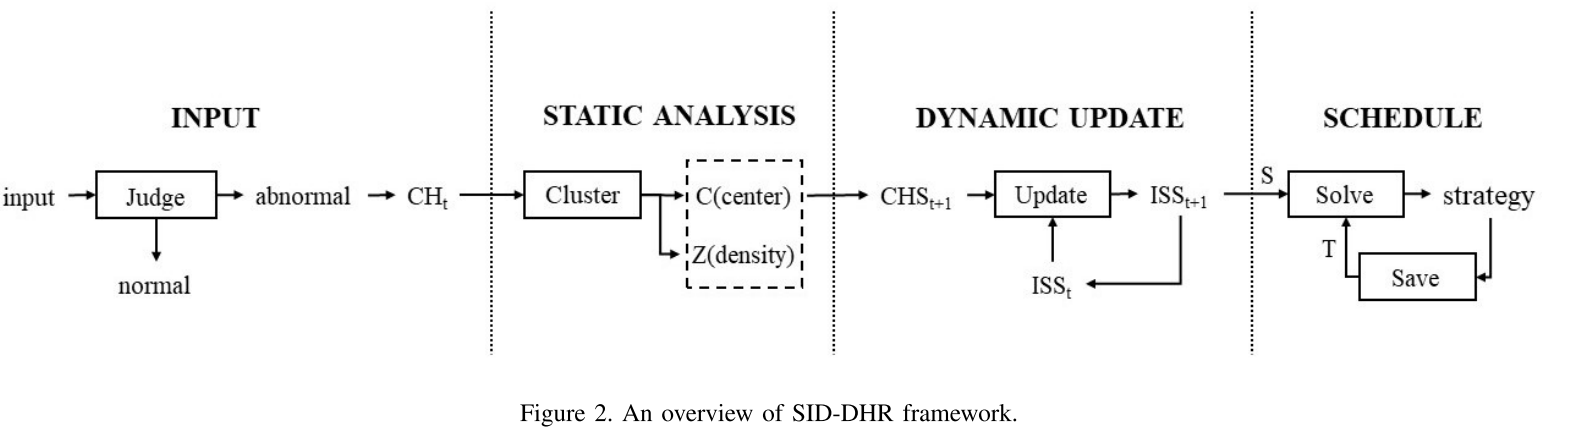 INPUT
STATIC ANALYSIS
DYNAMIC UPDATE
SCHEDULE
input
Judge
abnormal
CHt
normal
Cluster
C(center)
Z(density)
CHSt+1
Update
ISSt+1
ISSt
S
Solve
strategy
T
Save
Figure 2. An overview of SID-DHR framework.